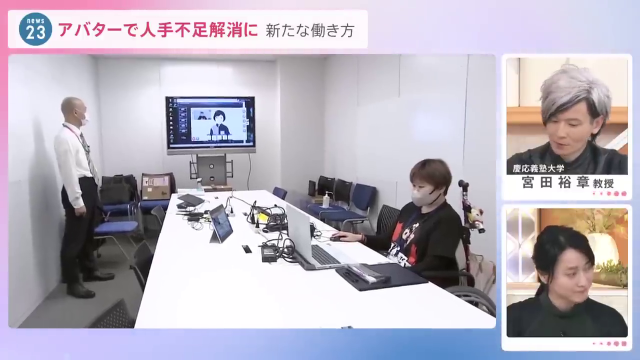 news
23
アバターで人手不足解消に 新たな働き方
慶応義塾大学
宮田裕章 教授